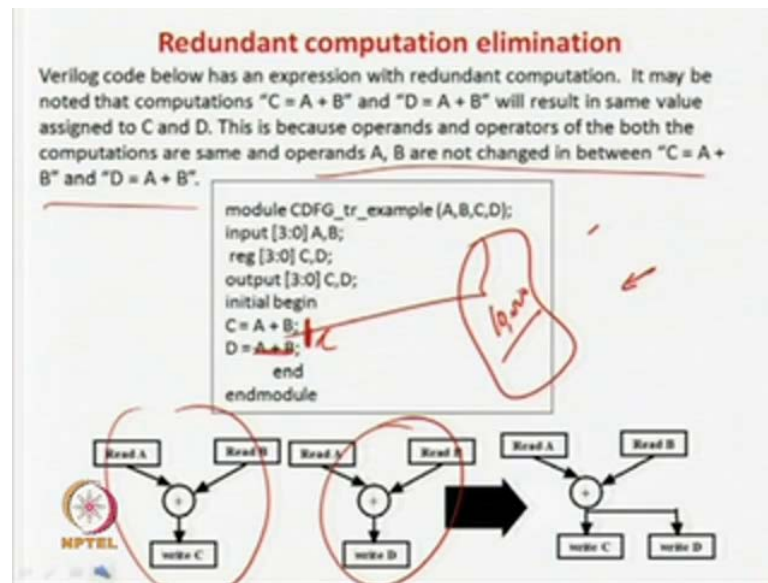 Redundant computation elimination
Verilog code below has an expression with redundant computation. It may be
noted that computations "C = A + B" and "D = A + B" will result in same value
assigned to C and D. This is because operands and operators of the both the
computations are same and operands A, B are not changed in between "C = A +
B" and "D = A + B".
module CDFG_tr_example (A,B,C,D);
input [3:0] A,B;
reg [3:0] C,D;
output [3:0] C,D;
initial begin
C = A + B;
D = A + B;
end
endmodule
Read A Read B Read A Read B Read A Read B
+ + +
write C write D write C write D
NPTEL